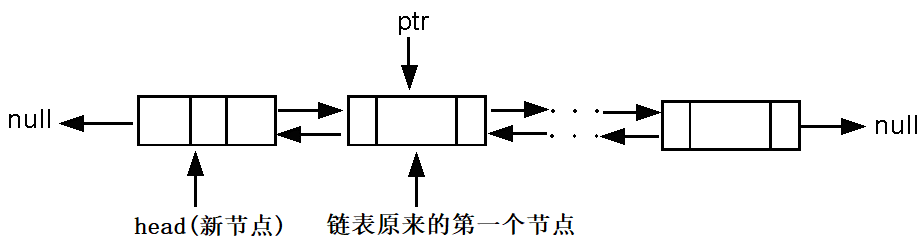 ptr
null
null
head(新节点)
链表原来的第一个节点